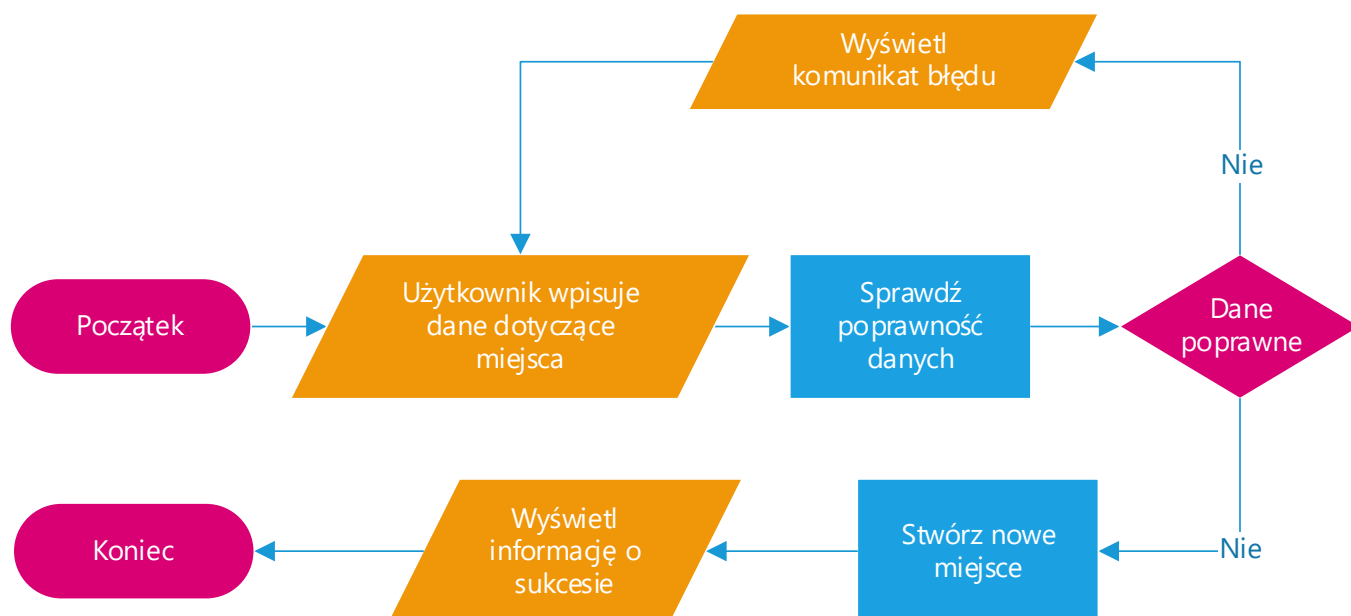 Wyświetl
komunikat błędu
Nie
Początek
Użytkownik wpisuje
dane dotyczące
miejsca
Sprawdź
poprawność
danych
Dane
poprawne
Koniec
Wyświetl
informację o
sukcesie
Stwórz nowe
miejsce
Nie